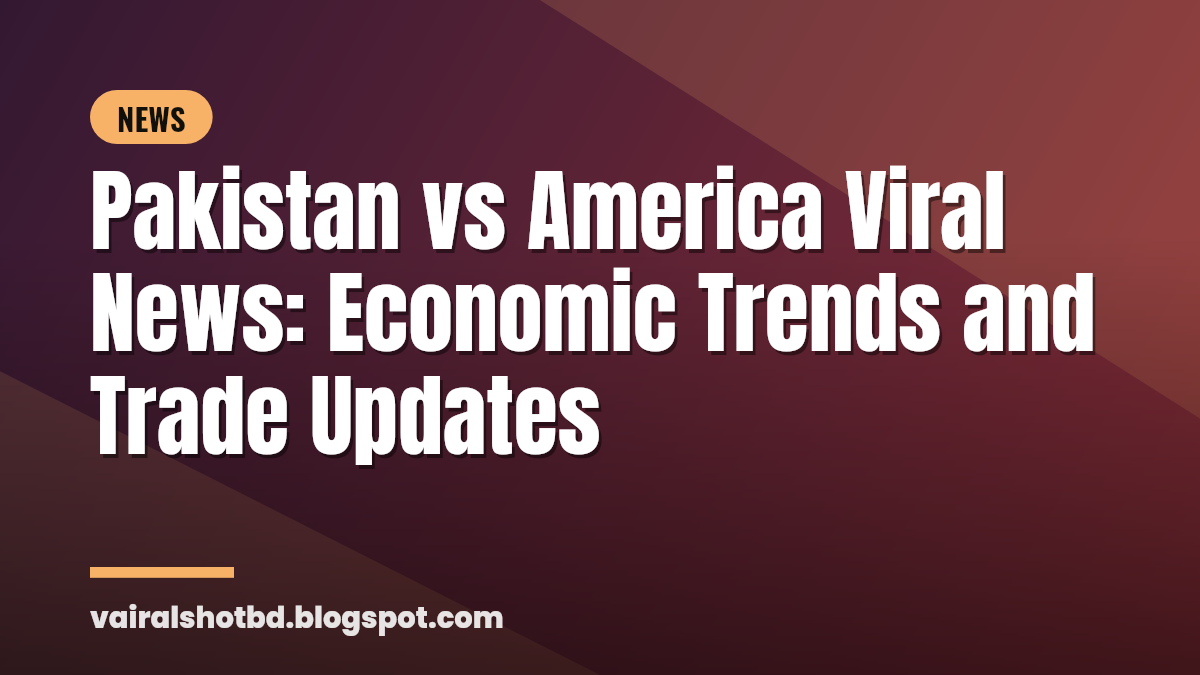 NEWS
Pakistan vs America Viral
News: Economic Trends and
Trade Updates
vairalshotbd.blogspot.com